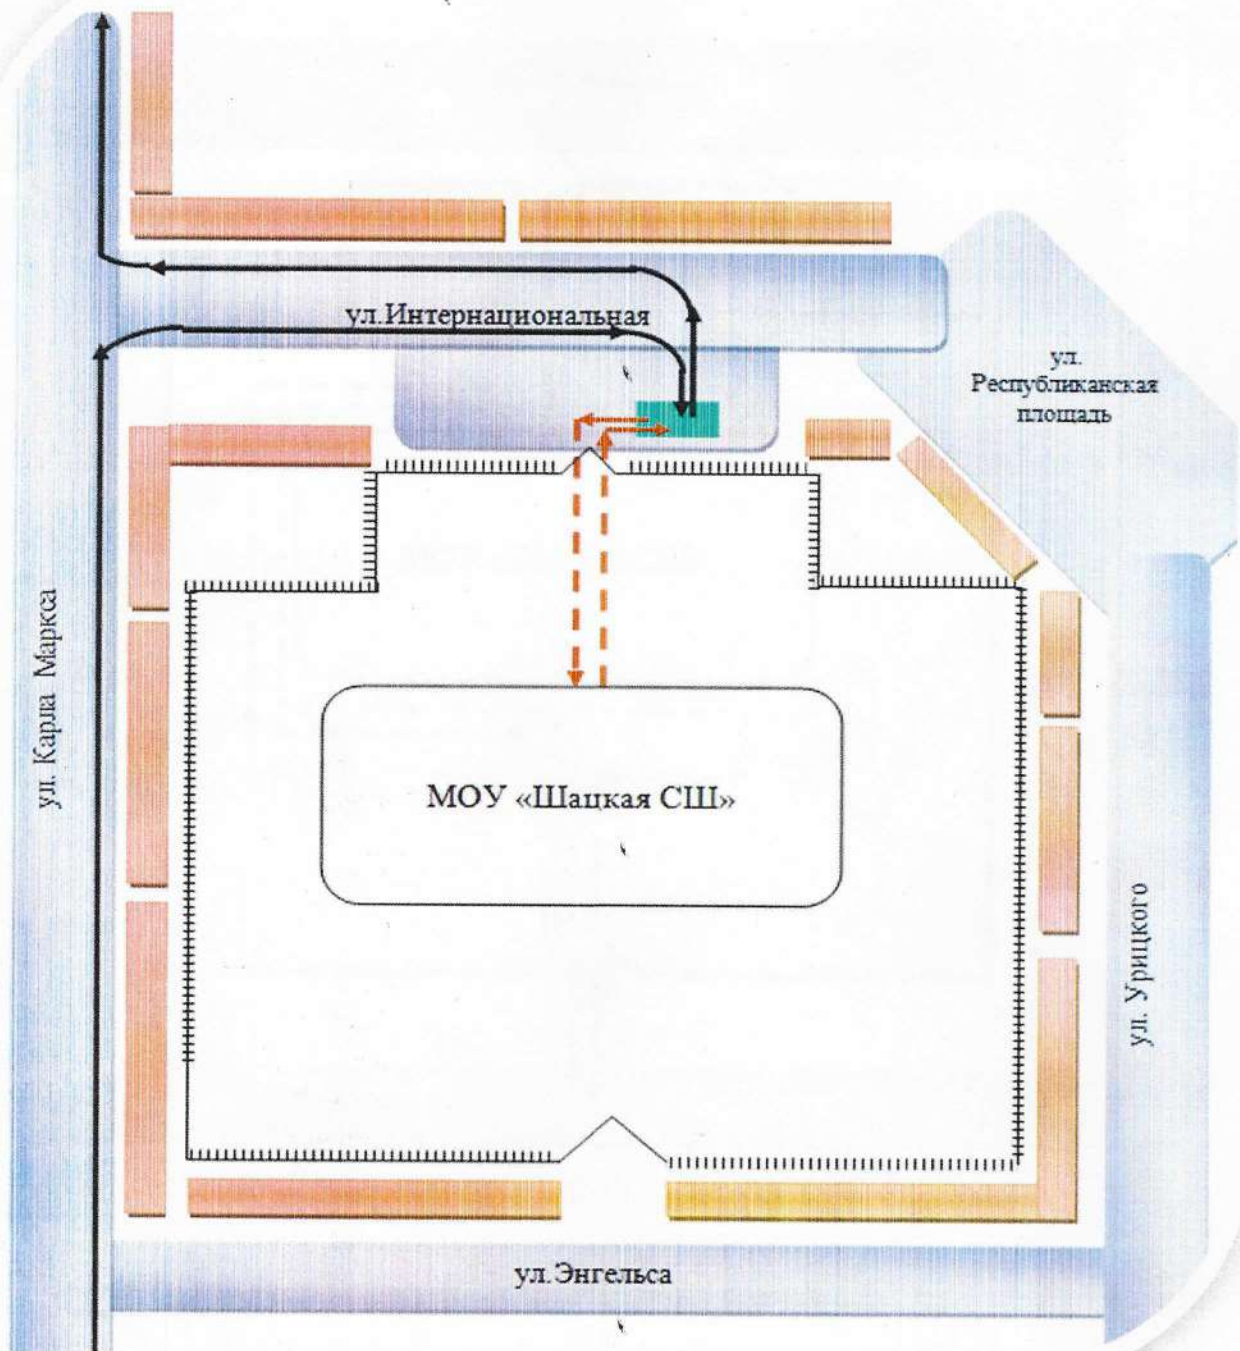 ул.Интернациональная
ул.
Республиканская
площадь
ул. Карла Маркса
МОУ «Шацкая СШ»
ул. Урицкого
ул.Энгельса